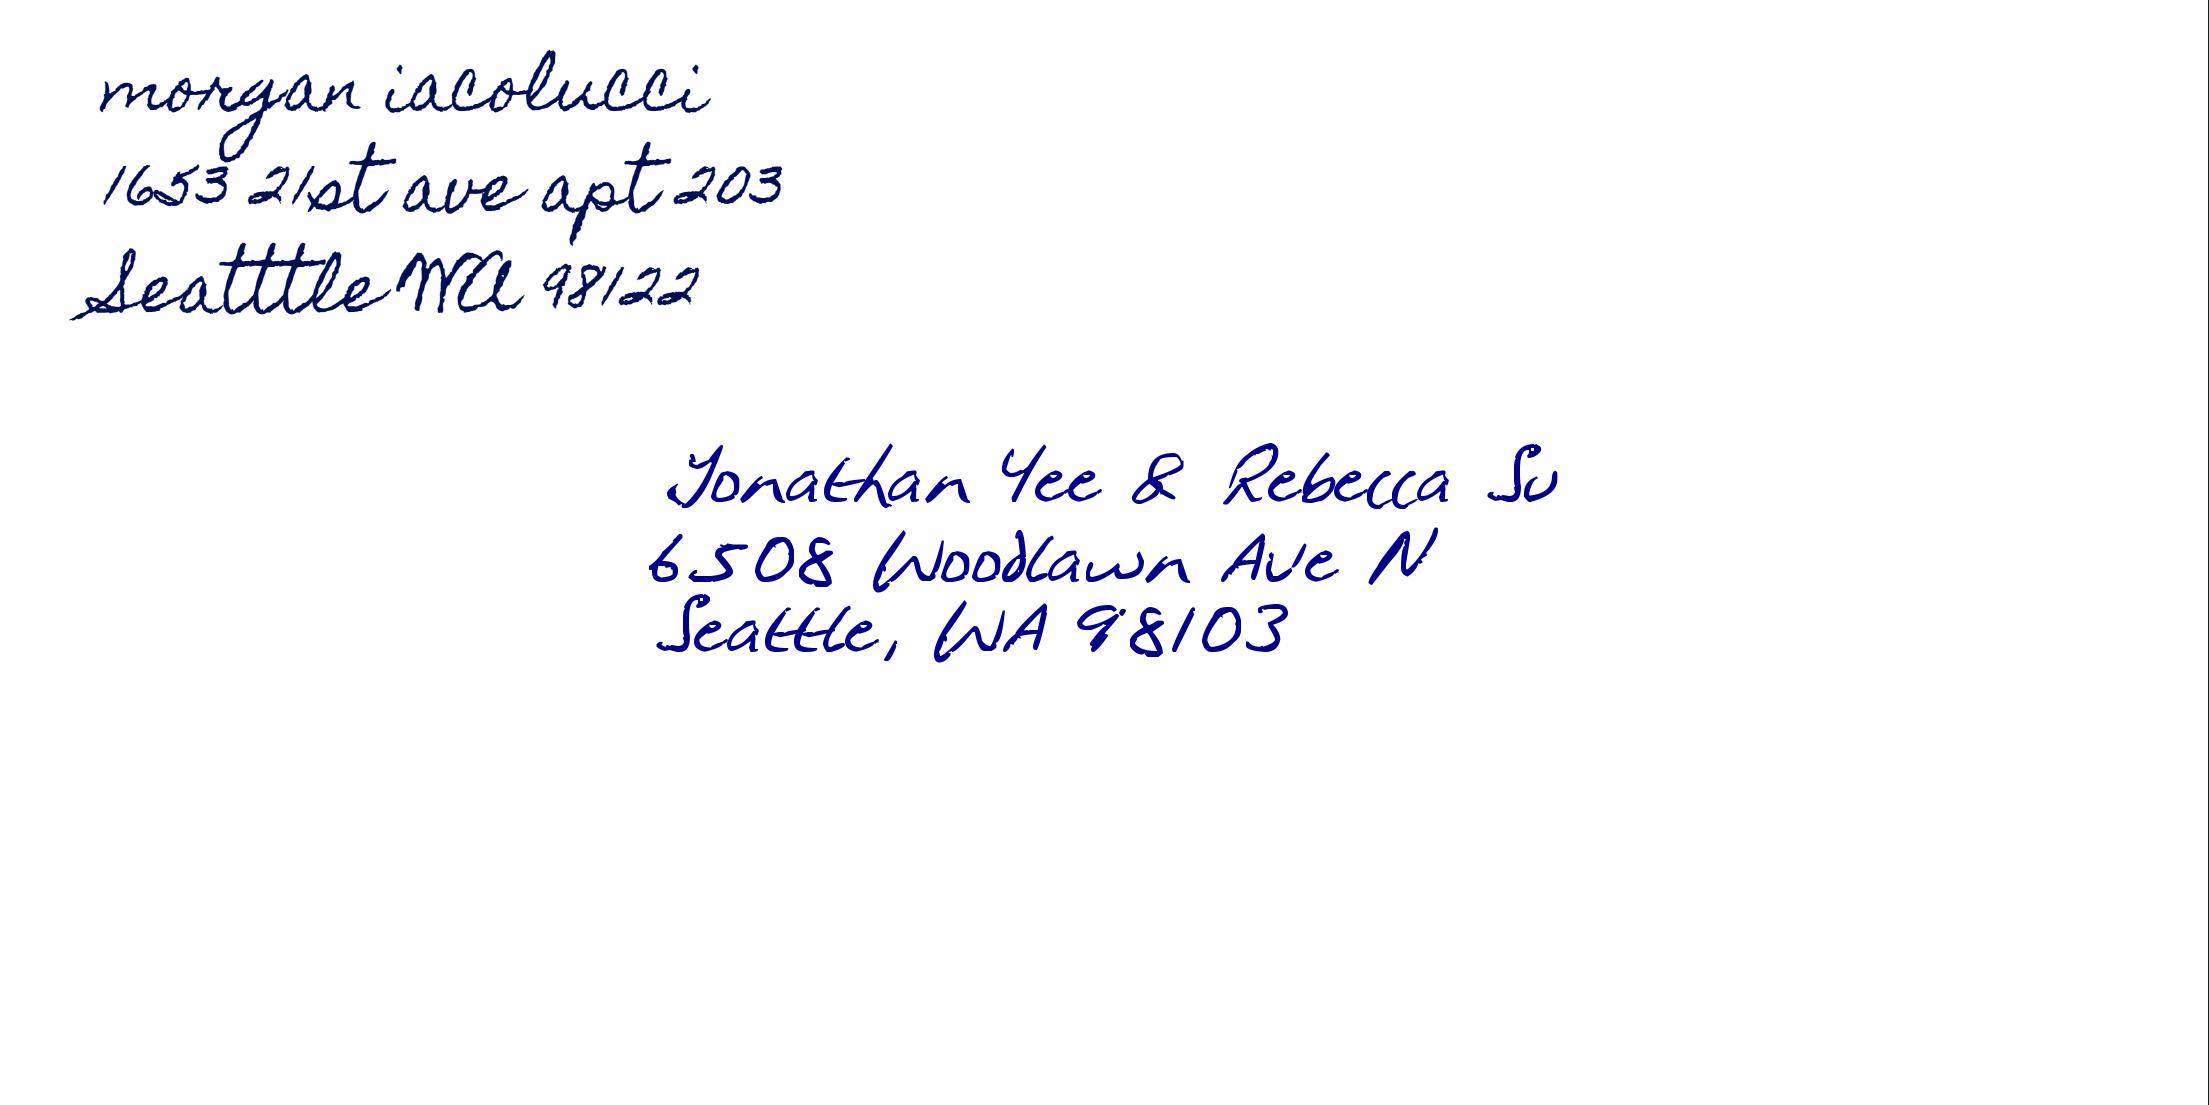 morgan iacolucci
1653 21st ave apt 203
Seatttle WA 98122
Jonathan Yee & Rebecca Su
6508 Woodlawn Ave N
Seattle, WA 98103